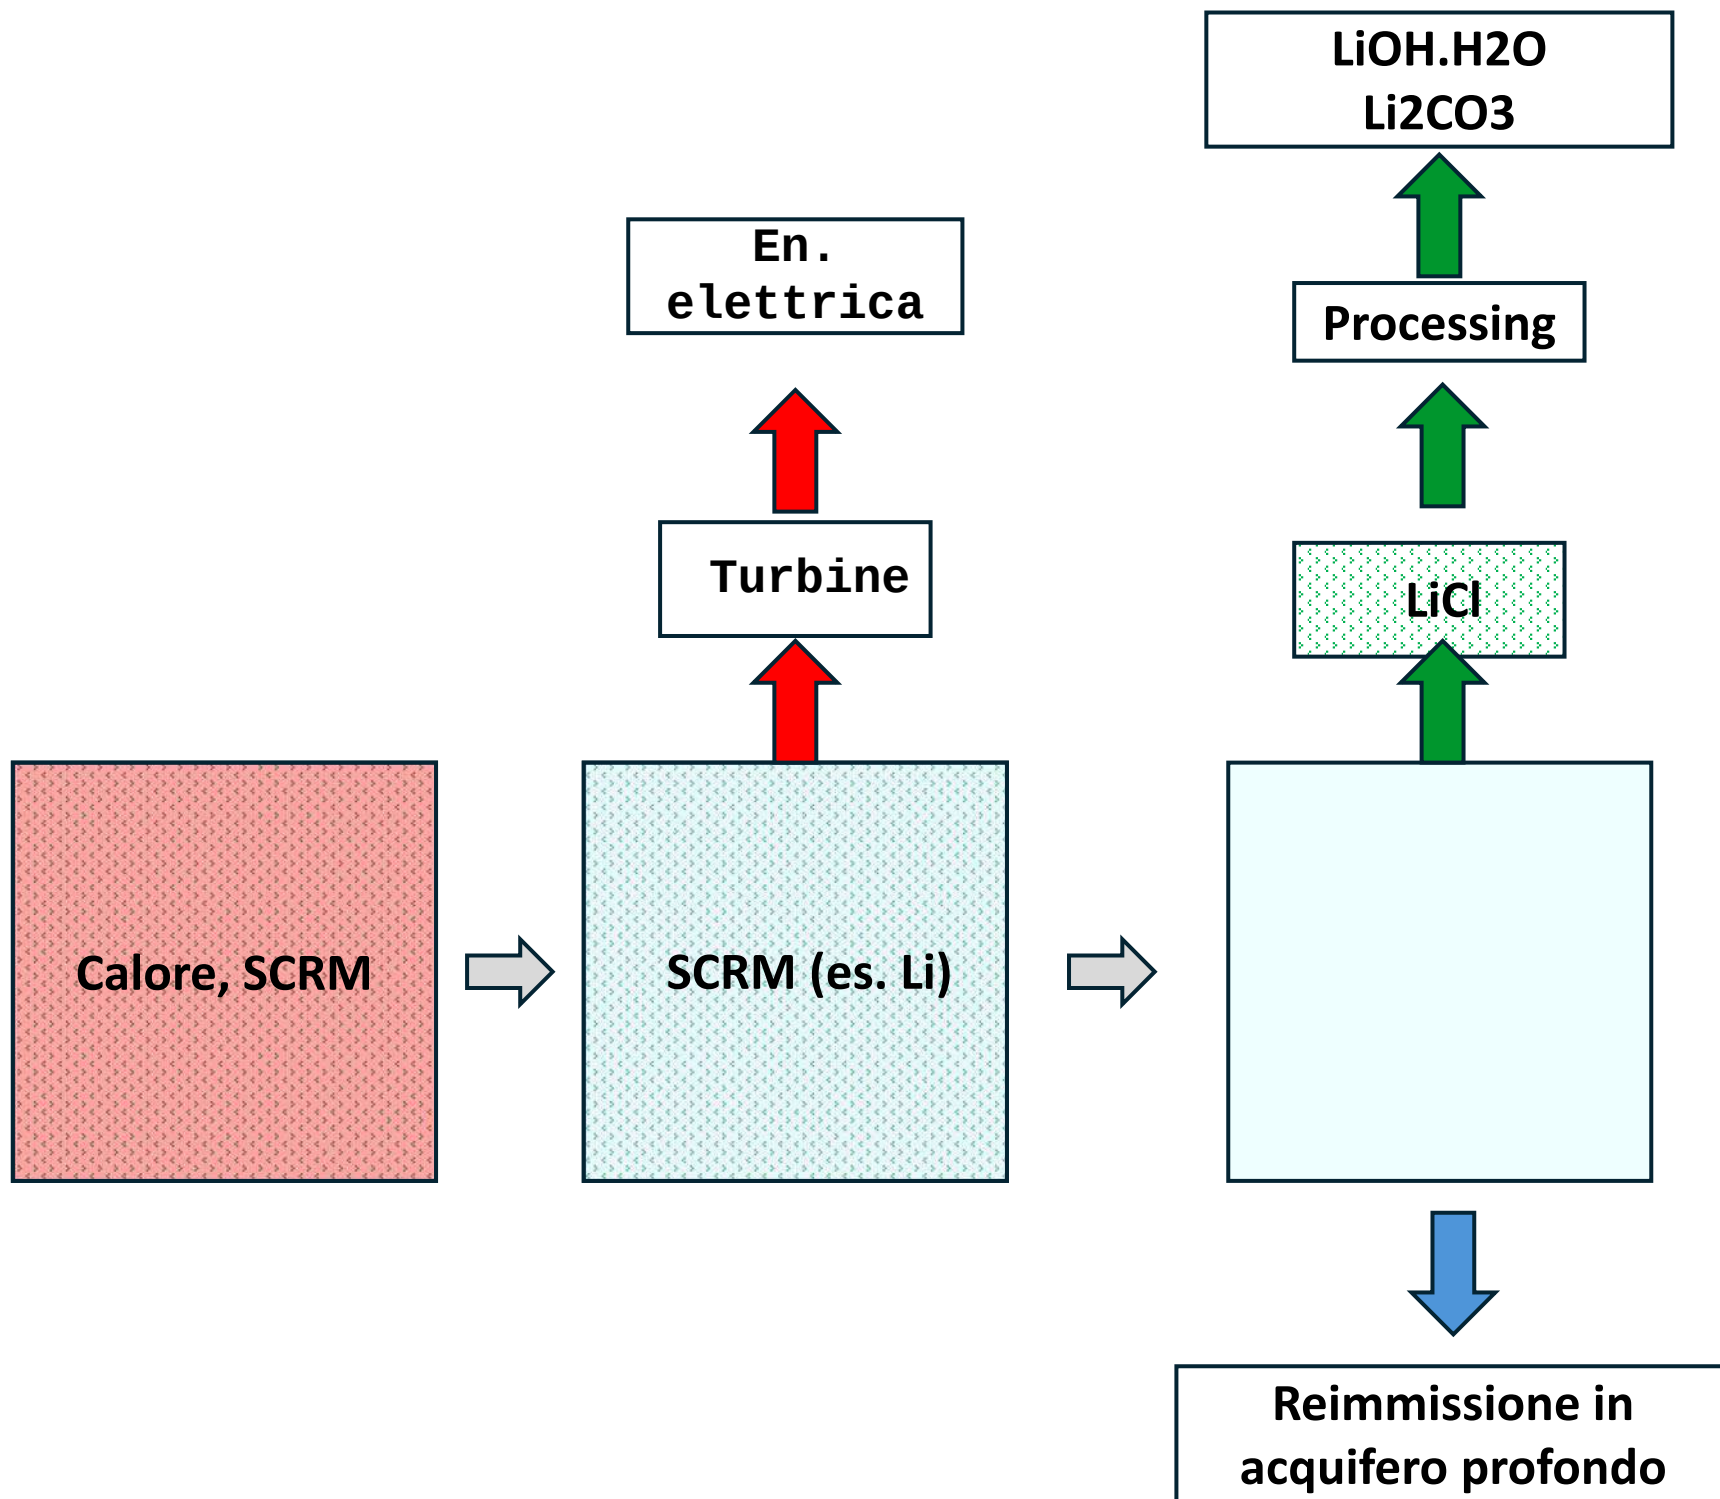 LiOH.H2O
Li2CO3
En.
elettrica
Processing
Turbine
LiCl
Calore, SCRM
SCRM (es. Li)
Reimmissione in
acquifero profondo